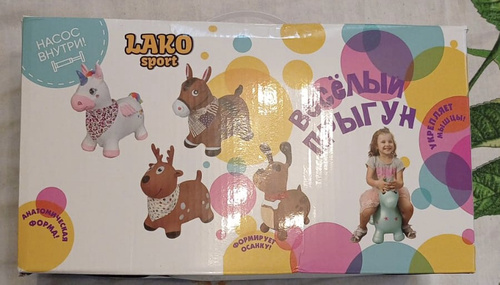 НАСОС
ВНУТРИ!
LAKO
sport
ВЕСЁЛЫЙ
ПРЫГУН
УКРЕПЛЯЕТ
МЫШЦЫ!
АНАТОМИЧЕСКАЯ
ФОРМА!
ФОРМИРУЕТ
ОСАНКУ!